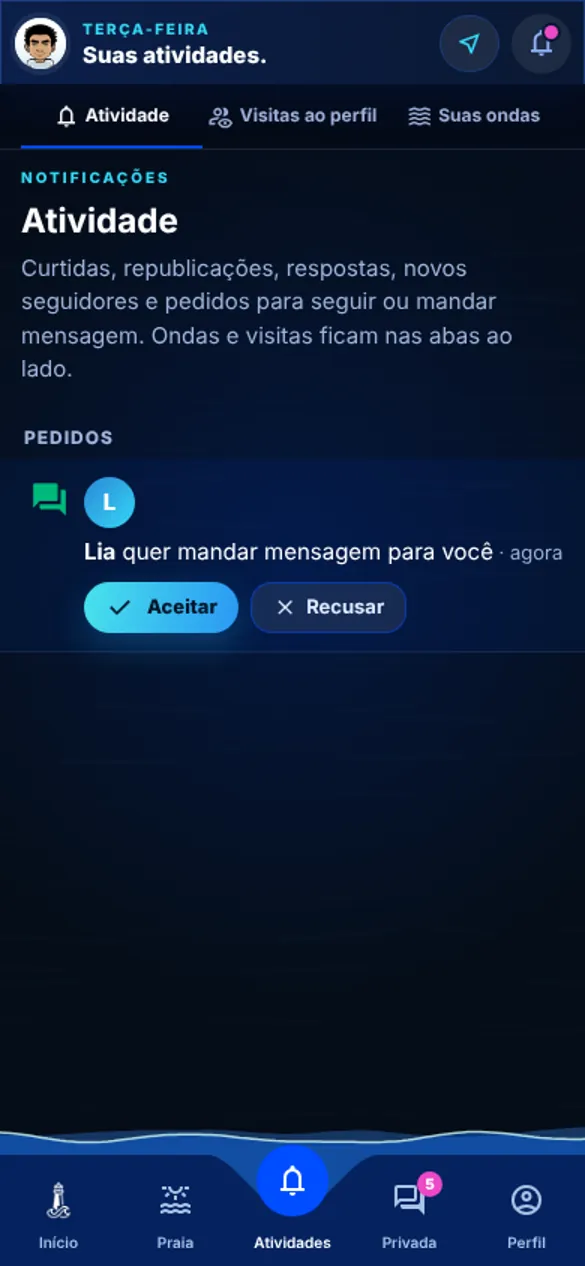 TERÇA-FEIRA
Suas atividades.
Atividade
Visitas ao perfil
Suas ondas
NOTIFICAÇÕES
Atividade
Curtidas, republicações, respostas, novos
seguidores e pedidos para seguir ou mandar
mensagem. Ondas e visitas ficam nas abas ao
lado.
PEDIDOS
L
Lia quer mandar mensagem para você · agora
Aceitar
Recusar
5
Início
Praia
Atividades
Privada
Perfil